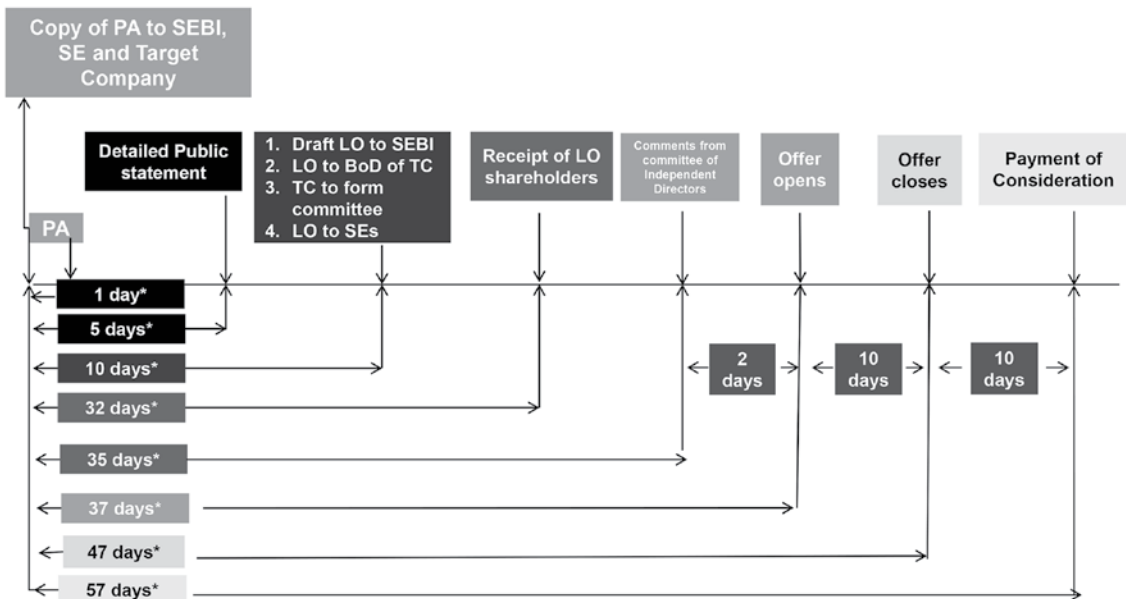 Copy of PA to SEBI,
SE and Target
Company
Detailed Public
statement
1. Draft LO to SEBI
2. LO to BoD of TC
3. TC to form
committee
4. LO to SEs
Receipt of LO
shareholders
Comments from
committee of
Independent
Directors
Offer
opens
Offer
closes
Payment of
Consideration
PA
1 day*
5 days*
10 days*
32 days*
35 days*
37 days*
47 days*
57 days*
2
days
10
days
10
days